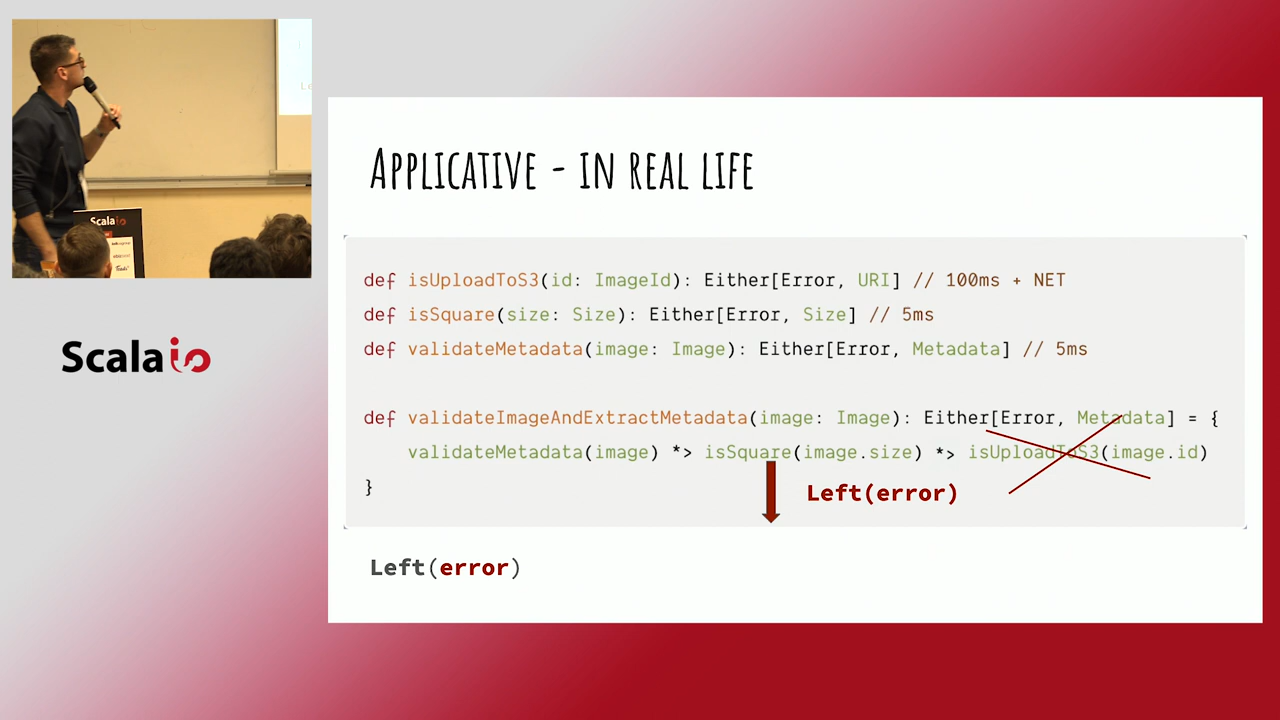 Scalaio
Scalaio
APPLICATIVE - IN REAL LIFE
def isUploadToS3(id: ImageId): Either[Error, URI] // 100ms + NET
def isSquare(size: Size): Either[Error, Size] // 5ms
def validateMetadata(image: Image): Either[Error, Metadata] // 5ms
def validateImageAndExtractMetadata(image: Image): Either[Error, Metadata] = {
validateMetadata(image) *> isSquare(image.size) *> isUploadToS3(image.id)
}
Left(error)
Left(error)